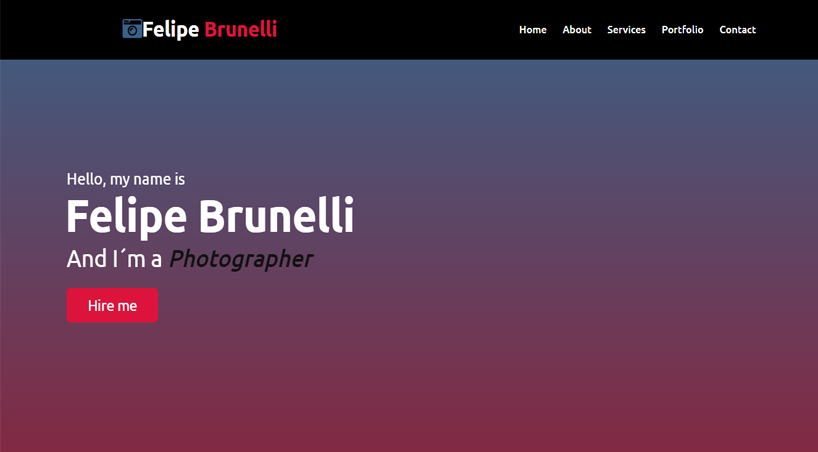 Felipe Brunelli
Home About Services Portfolio Contact
Hello, my name is
Felipe Brunelli
And I´m a Photographer
Hire me